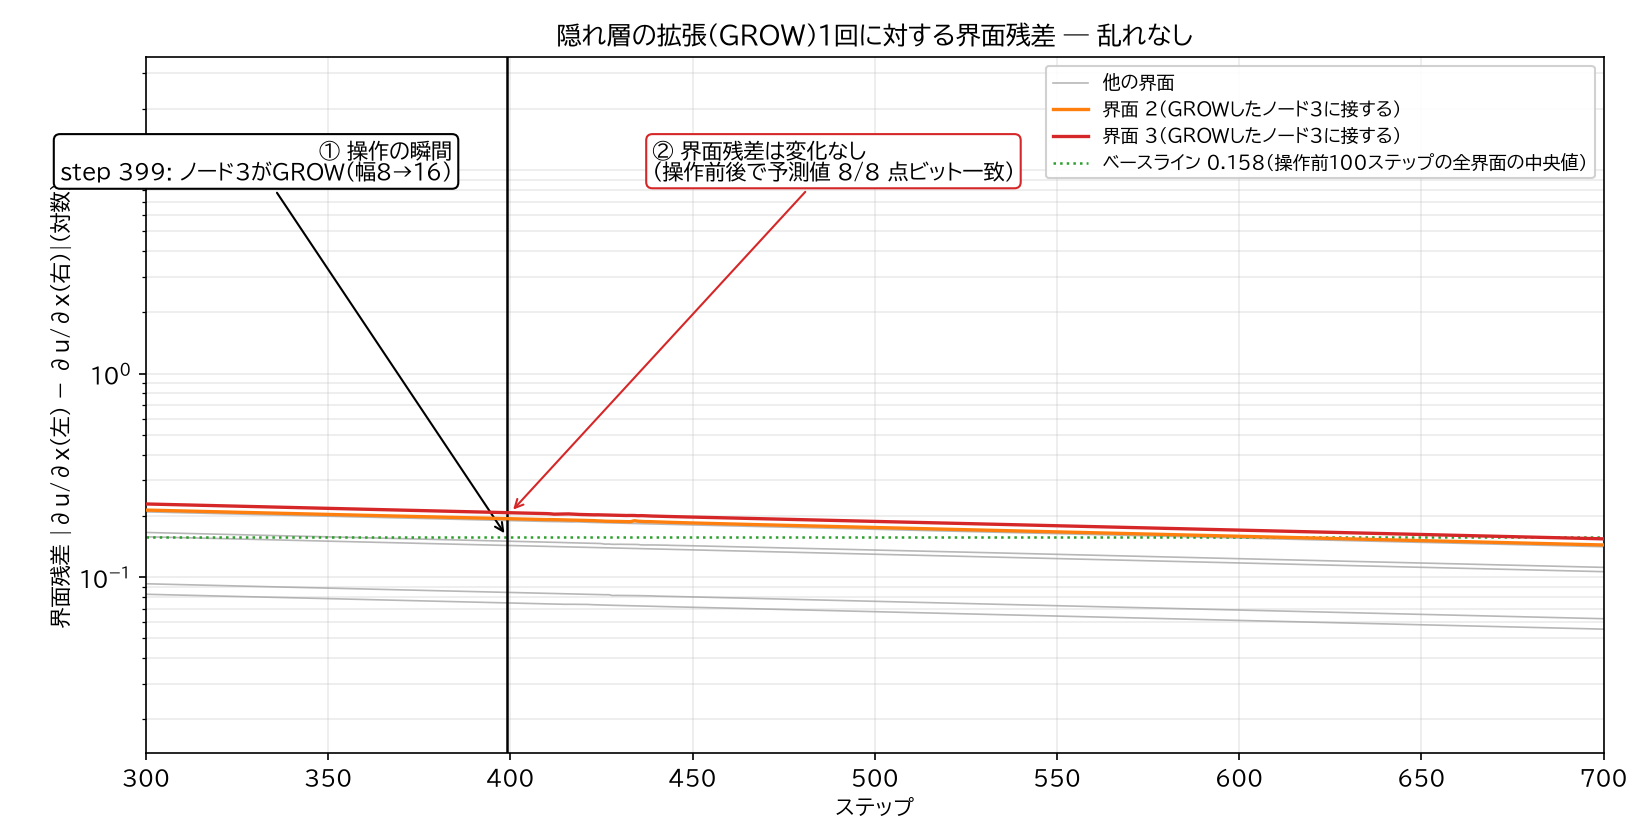 隠れ層の拡張(GROW)1回に対する界面残差 — 乱れなし
他の界面
界面 2(GROWしたノード3に接する)
界面 3(GROWしたノード3に接する)
ベースライン 0.158(操作前100ステップの全界面の中央値)
① 操作の瞬間
step 399: ノード3がGROW(幅8→16)
② 界面残差は変化なし
(操作前後で予測値 8/8 点ビット一致)
界面残差 |∂u/∂x(左) − ∂u/∂x(右)|(対数)
10⁰
10⁻¹
300 350 400 450 500 550 600 650 700
ステップ